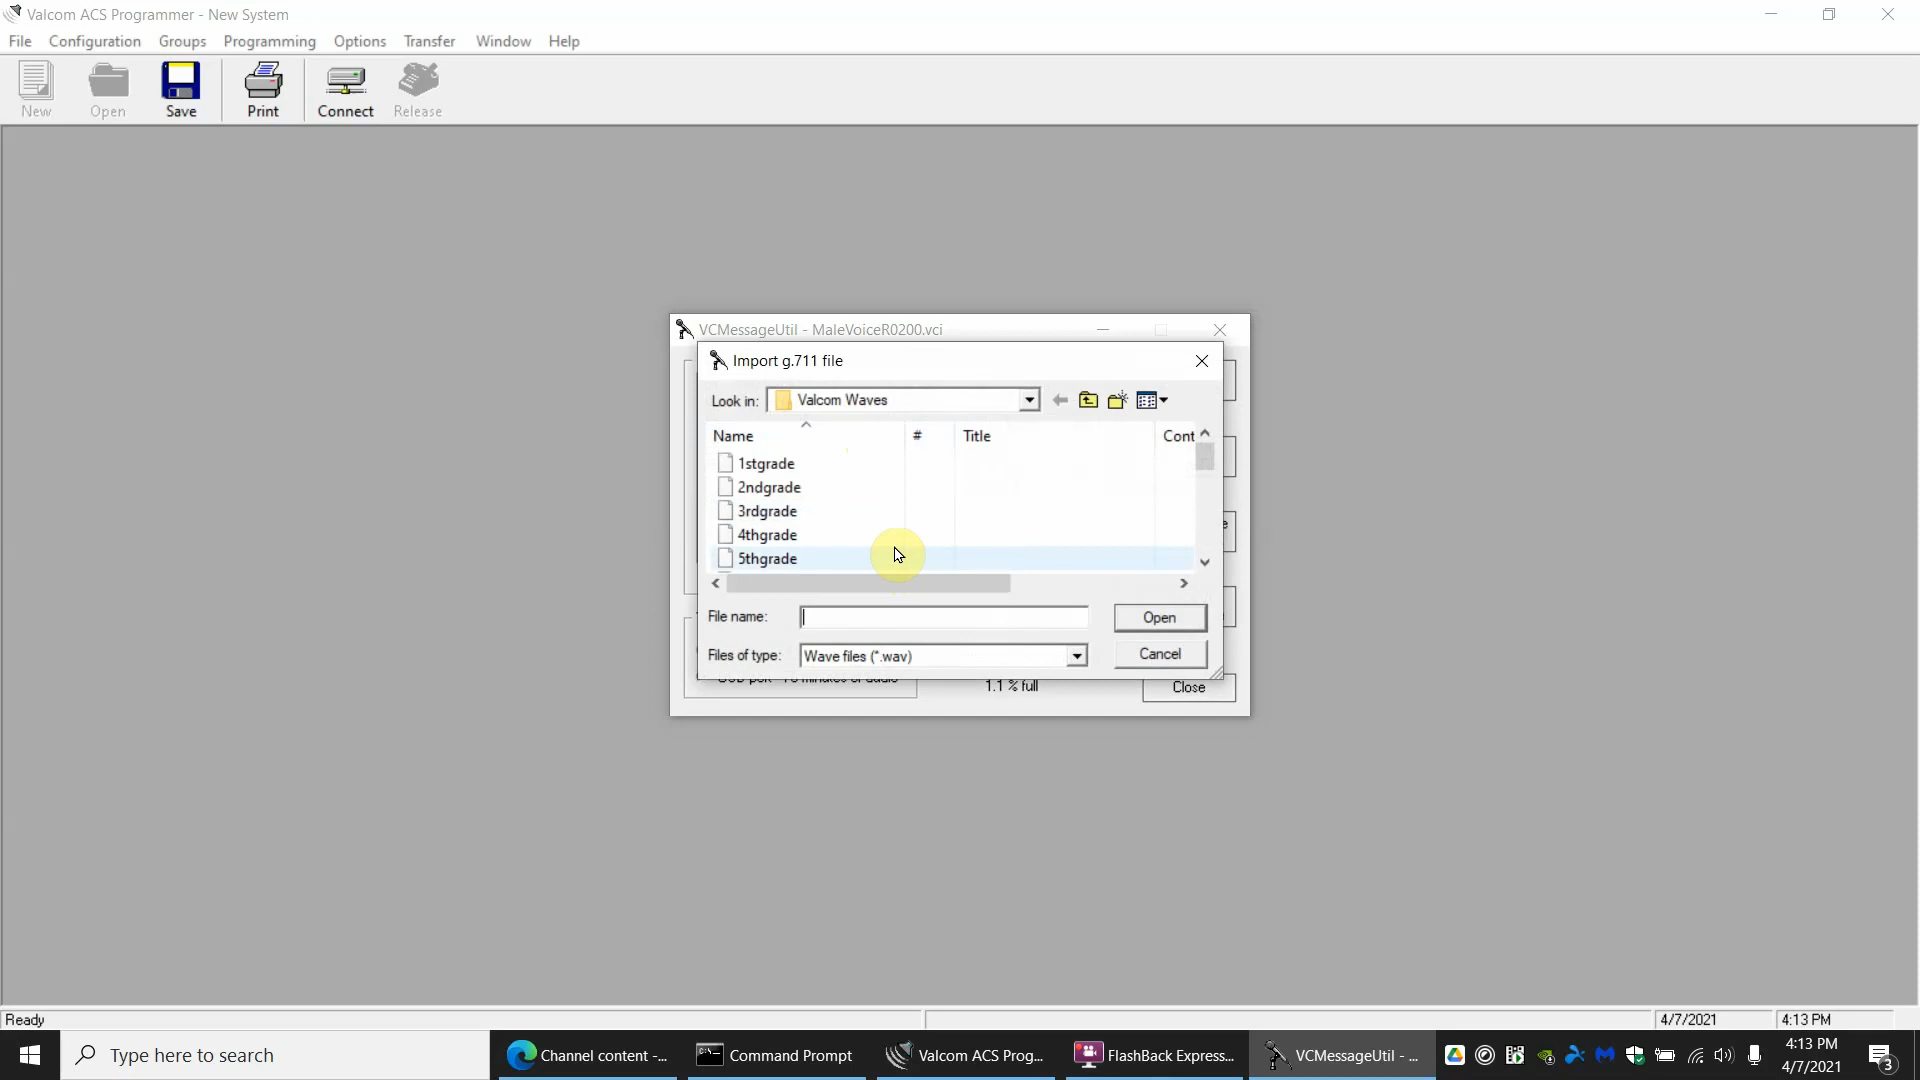 Valcom ACS Programmer - New System
File Configuration Groups Programming Options Transfer Window Help
New Open Save Print Connect Release
VCMessageUtil - MaleVoiceR0200.vci
Import g.711 file
Look in: Valcom Waves
Name # Title Cont
1stgrade
2ndgrade
3rdgrade
4thgrade
5thgrade
File name: Open
Files of type: Wave files (*.wav) Cancel
1.1 % full Close
Ready 4/7/2021 4:13 PM
Type here to search Channel content -... Command Prompt Valcom ACS Prog... FlashBack Express... VCMessageUtil - ... 4:13 PM
4/7/2021 3